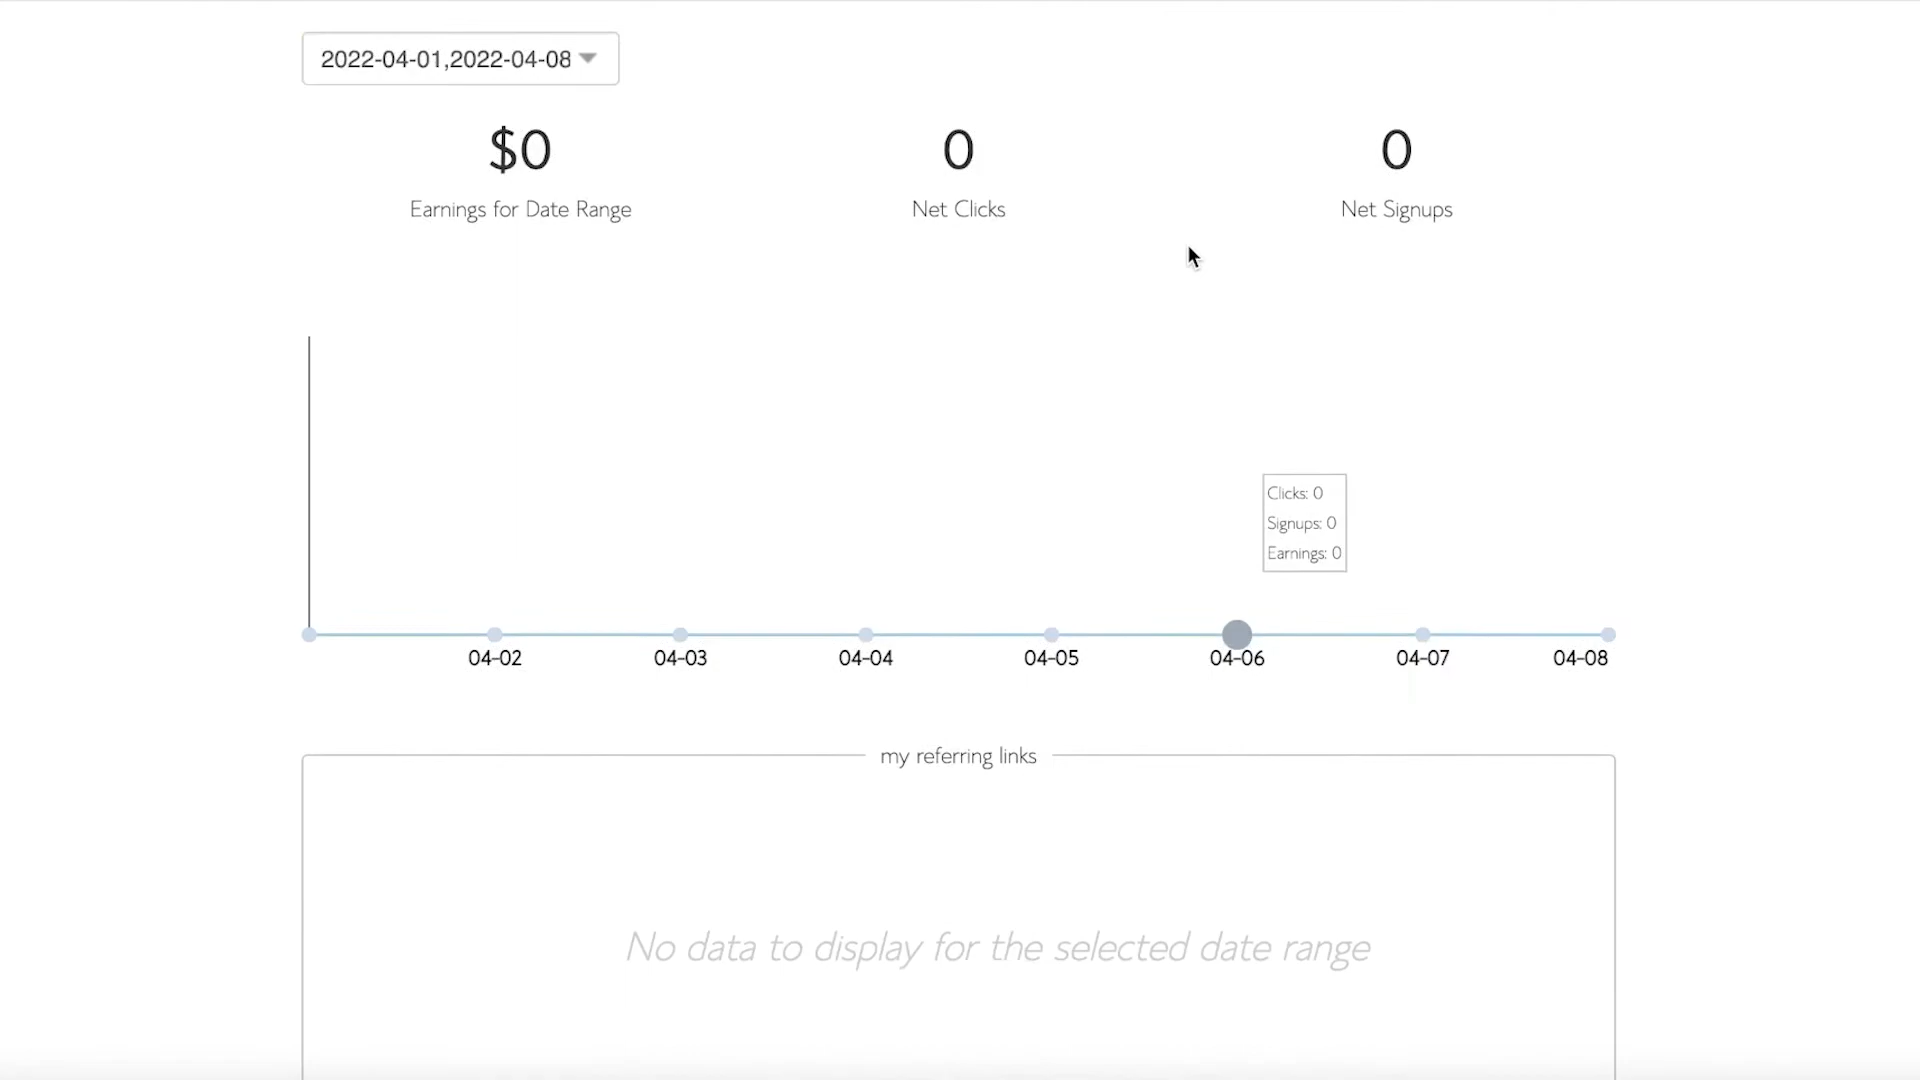 2022-04-01,2022-04-08
$0
Earnings for Date Range
0
Net Clicks
0
Net Signups
Clicks: 0
Signups: 0
Earnings: 0
04-02 04-03 04-04 04-05 04-06 04-07 04-08
my referring links
No data to display for the selected date range